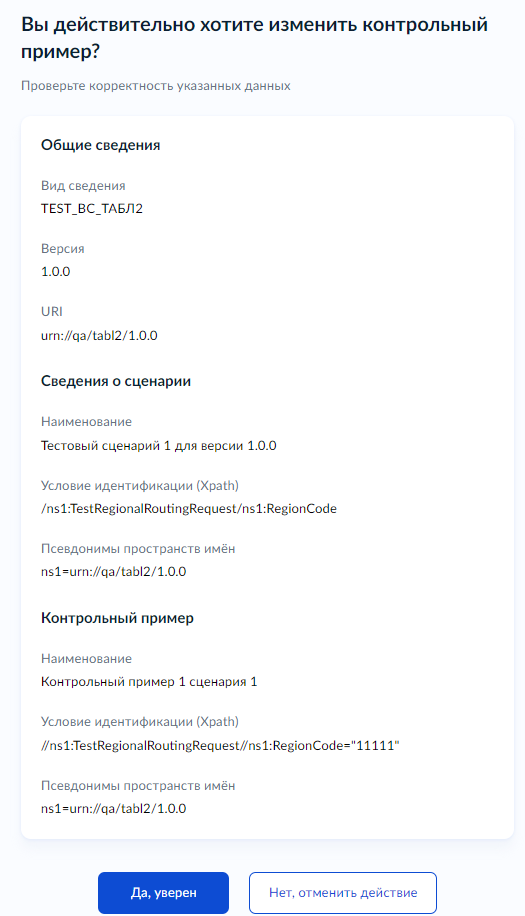 Вы действительно хотите изменить контрольный
пример?
Проверьте корректность указанных данных
Общие сведения
Вид сведения
TEST_ВС_ТАБЛ2
Версия
1.0.0
URI
urn://qa/tabl2/1.0.0
Сведения о сценарии
Наименование
Тестовый сценарий 1 для версии 1.0.0
Условие идентификации (Xpath)
/ns1:TestRegionalRoutingRequest/ns1:RegionCode
Псевдонимы пространств имён
ns1=urn://qa/tabl2/1.0.0
Контрольный пример
Наименование
Контрольный пример 1 сценария 1
Условие идентификации (Xpath)
//ns1:TestRegionalRoutingRequest//ns1:RegionCode="11111"
Псевдонимы пространств имён
ns1=urn://qa/tabl2/1.0.0
Да, уверен
Нет, отменить действие